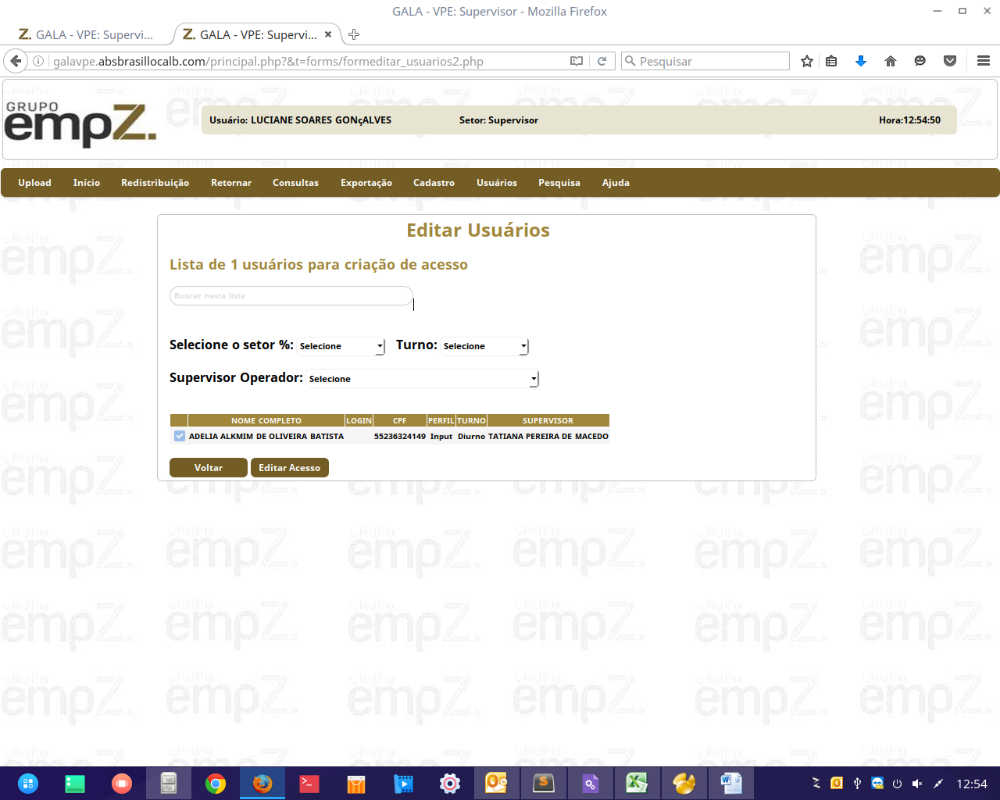 GALA - VPE: Supervisor - Mozilla Firefox
Z. GALA - VPE: Supervi...
Z. GALA - VPE: Supervi...
galavpe.absbrasillocalb.com/principal.php?&t=forms/formeditar_usuarios2.php
Pesquisar
GRUPO
empZ.
Usuário: LUCIANE SOARES GONçALVES Setor: Supervisor Hora:12:54:50
Upload Início Redistribuição Retornar Consultas Exportação Cadastro Usuários Pesquisa Ajuda
Editar Usuários
Lista de 1 usuários para criação de acesso
Buscar nesta lista
Selecione o setor %: Selecione Turno: Selecione
Supervisor Operador: Selecione
NOME COMPLETO LOGIN CPF PERFIL TURNO SUPERVISOR
ADELIA ALKMIM DE OLIVEIRA BATISTA 55236324149 Input Diurno TATIANA PEREIRA DE MACEDO
Voltar Editar Acesso
12:54